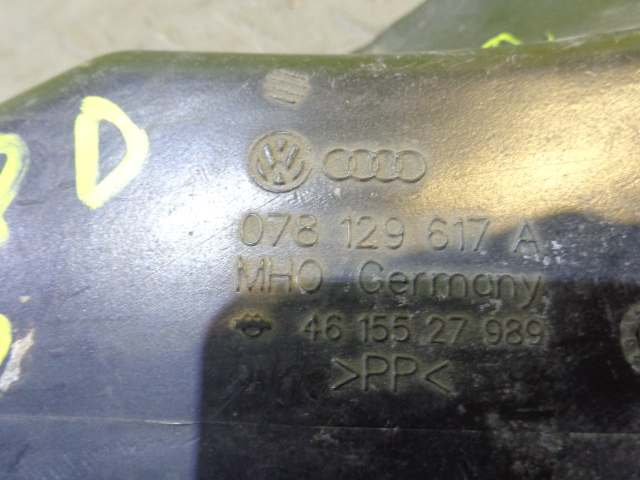 D
078 129 617 A
MHO Germany
46 155 27 989
>PP<